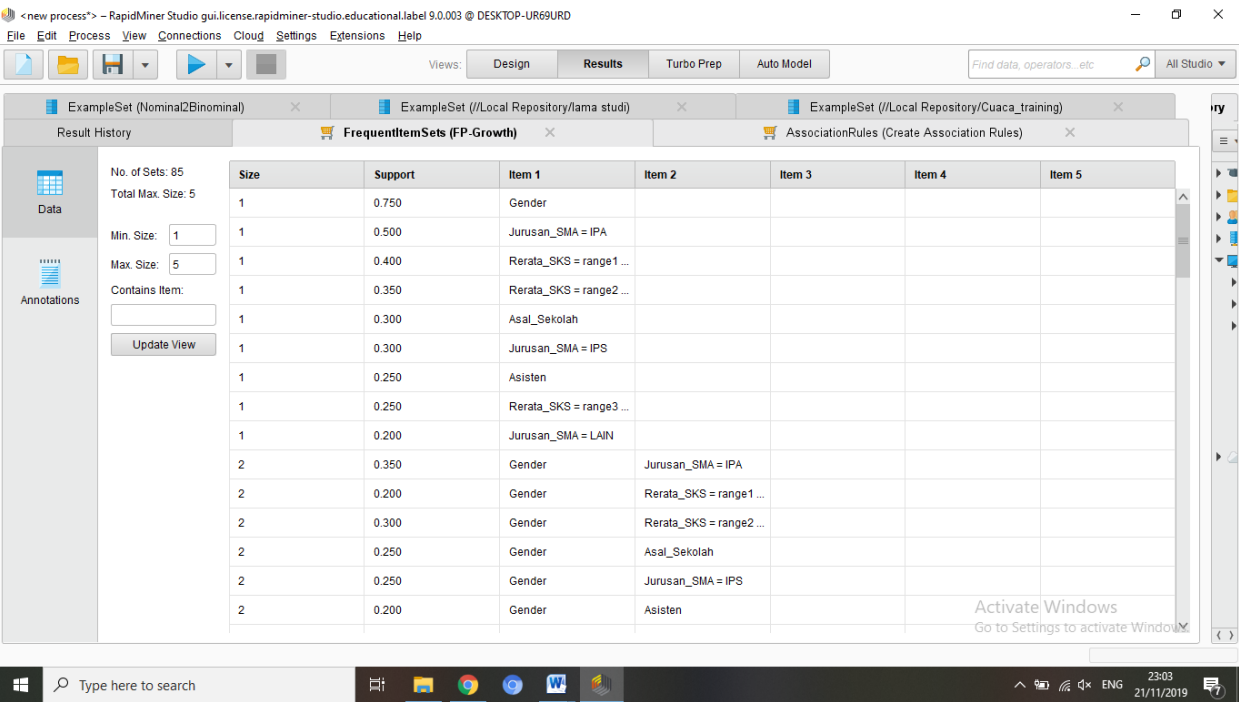 <new process*> – RapidMiner Studio gui.license.rapidminer-studio.educational.label 9.0.003 @ DESKTOP-UR69URD
File Edit Process View Connections Cloud Settings Extensions Help
Views: Design Results Turbo Prep Auto Model Find data, operators...etc All Studio
ExampleSet (Nominal2Binominal) ExampleSet (//Local Repository/lama studi) ExampleSet (//Local Repository/Cuaca_training) ry
Result History FrequentItemSets (FP-Growth) AssociationRules (Create Association Rules)
Data
Annotations
No. of Sets: 85
Total Max. Size: 5
Min. Size: 1
Max. Size: 5
Contains Item:
Update View
Size Support Item 1 Item 2 Item 3 Item 4 Item 5
1 0.750 Gender
1 0.500 Jurusan_SMA = IPA
1 0.400 Rerata_SKS = range1 ...
1 0.350 Rerata_SKS = range2 ...
1 0.300 Asal_Sekolah
1 0.300 Jurusan_SMA = IPS
1 0.250 Asisten
1 0.250 Rerata_SKS = range3 ...
1 0.200 Jurusan_SMA = LAIN
2 0.350 Gender Jurusan_SMA = IPA
2 0.200 Gender Rerata_SKS = range1 ...
2 0.300 Gender Rerata_SKS = range2 ...
2 0.250 Gender Asal_Sekolah
2 0.250 Gender Jurusan_SMA = IPS
2 0.200 Gender Asisten
Activate Windows
Go to Settings to activate Windows.
Type here to search
ENG
23:03
21/11/2019
7